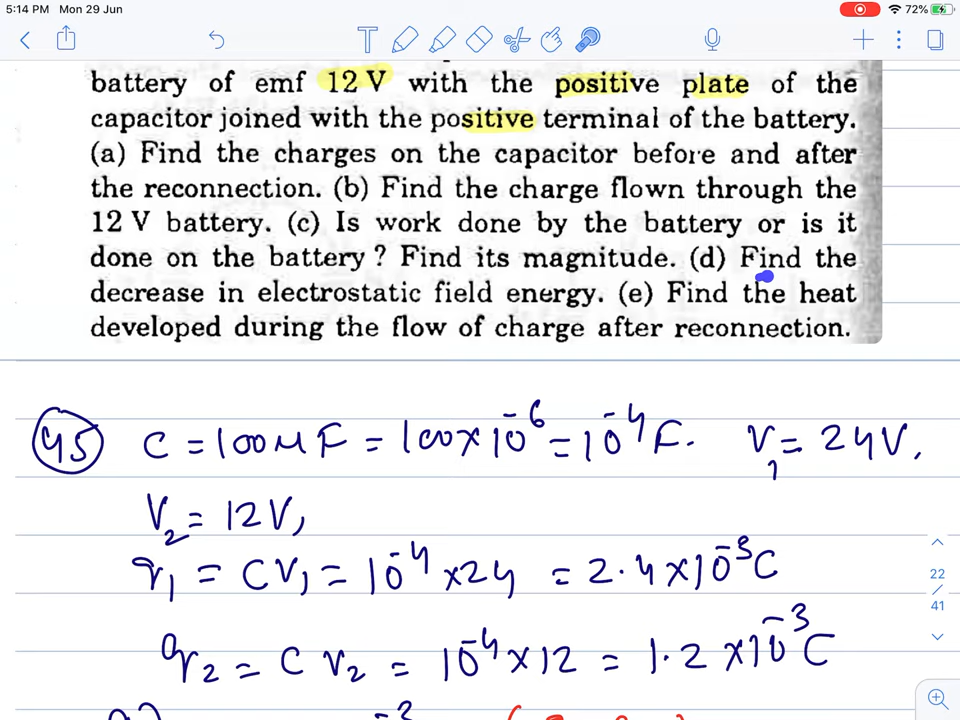 5:14 PM Mon 29 Jun
72%
T
battery of emf 12 V with the positive plate of the
capacitor joined with the positive terminal of the battery.
(a) Find the charges on the capacitor before and after
the reconnection. (b) Find the charge flown through the
12 V battery. (c) Is work done by the battery or is it
done on the battery ? Find its magnitude. (d) Find the
decrease in electrostatic field energy. (e) Find the heat
developed during the flow of charge after reconnection.
45 C = 100 μF = 100×10⁻⁶ = 10⁻⁴ F. V₁ = 24V,
V₂ = 12V,
q₁ = CV₁ = 10⁻⁴ ×24 = 2.4×10⁻³C
q₂ = C V₂ = 10⁻⁴×12 = 1.2 ×10⁻³C
22
/
41